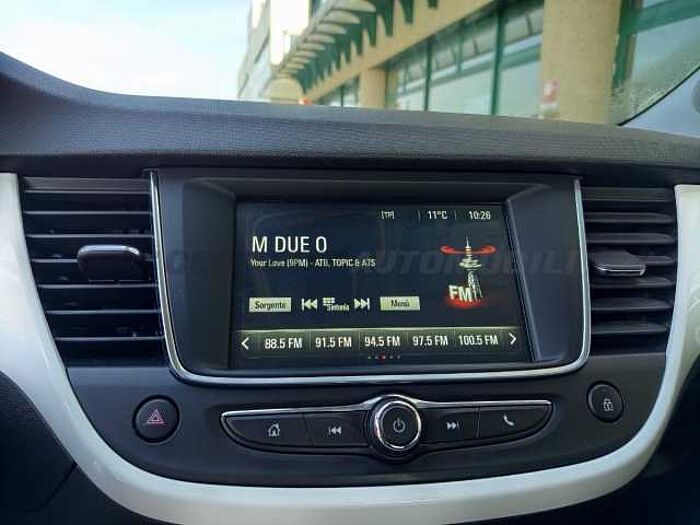 [TP] 11°C 10:26
M DUE O
Your Love (9PM) - ATB, TOPIC & A7S
FM
Sorgente Sintonia Menù
88.5 FM 91.5 FM 94.5 FM 97.5 FM 100.5 FM